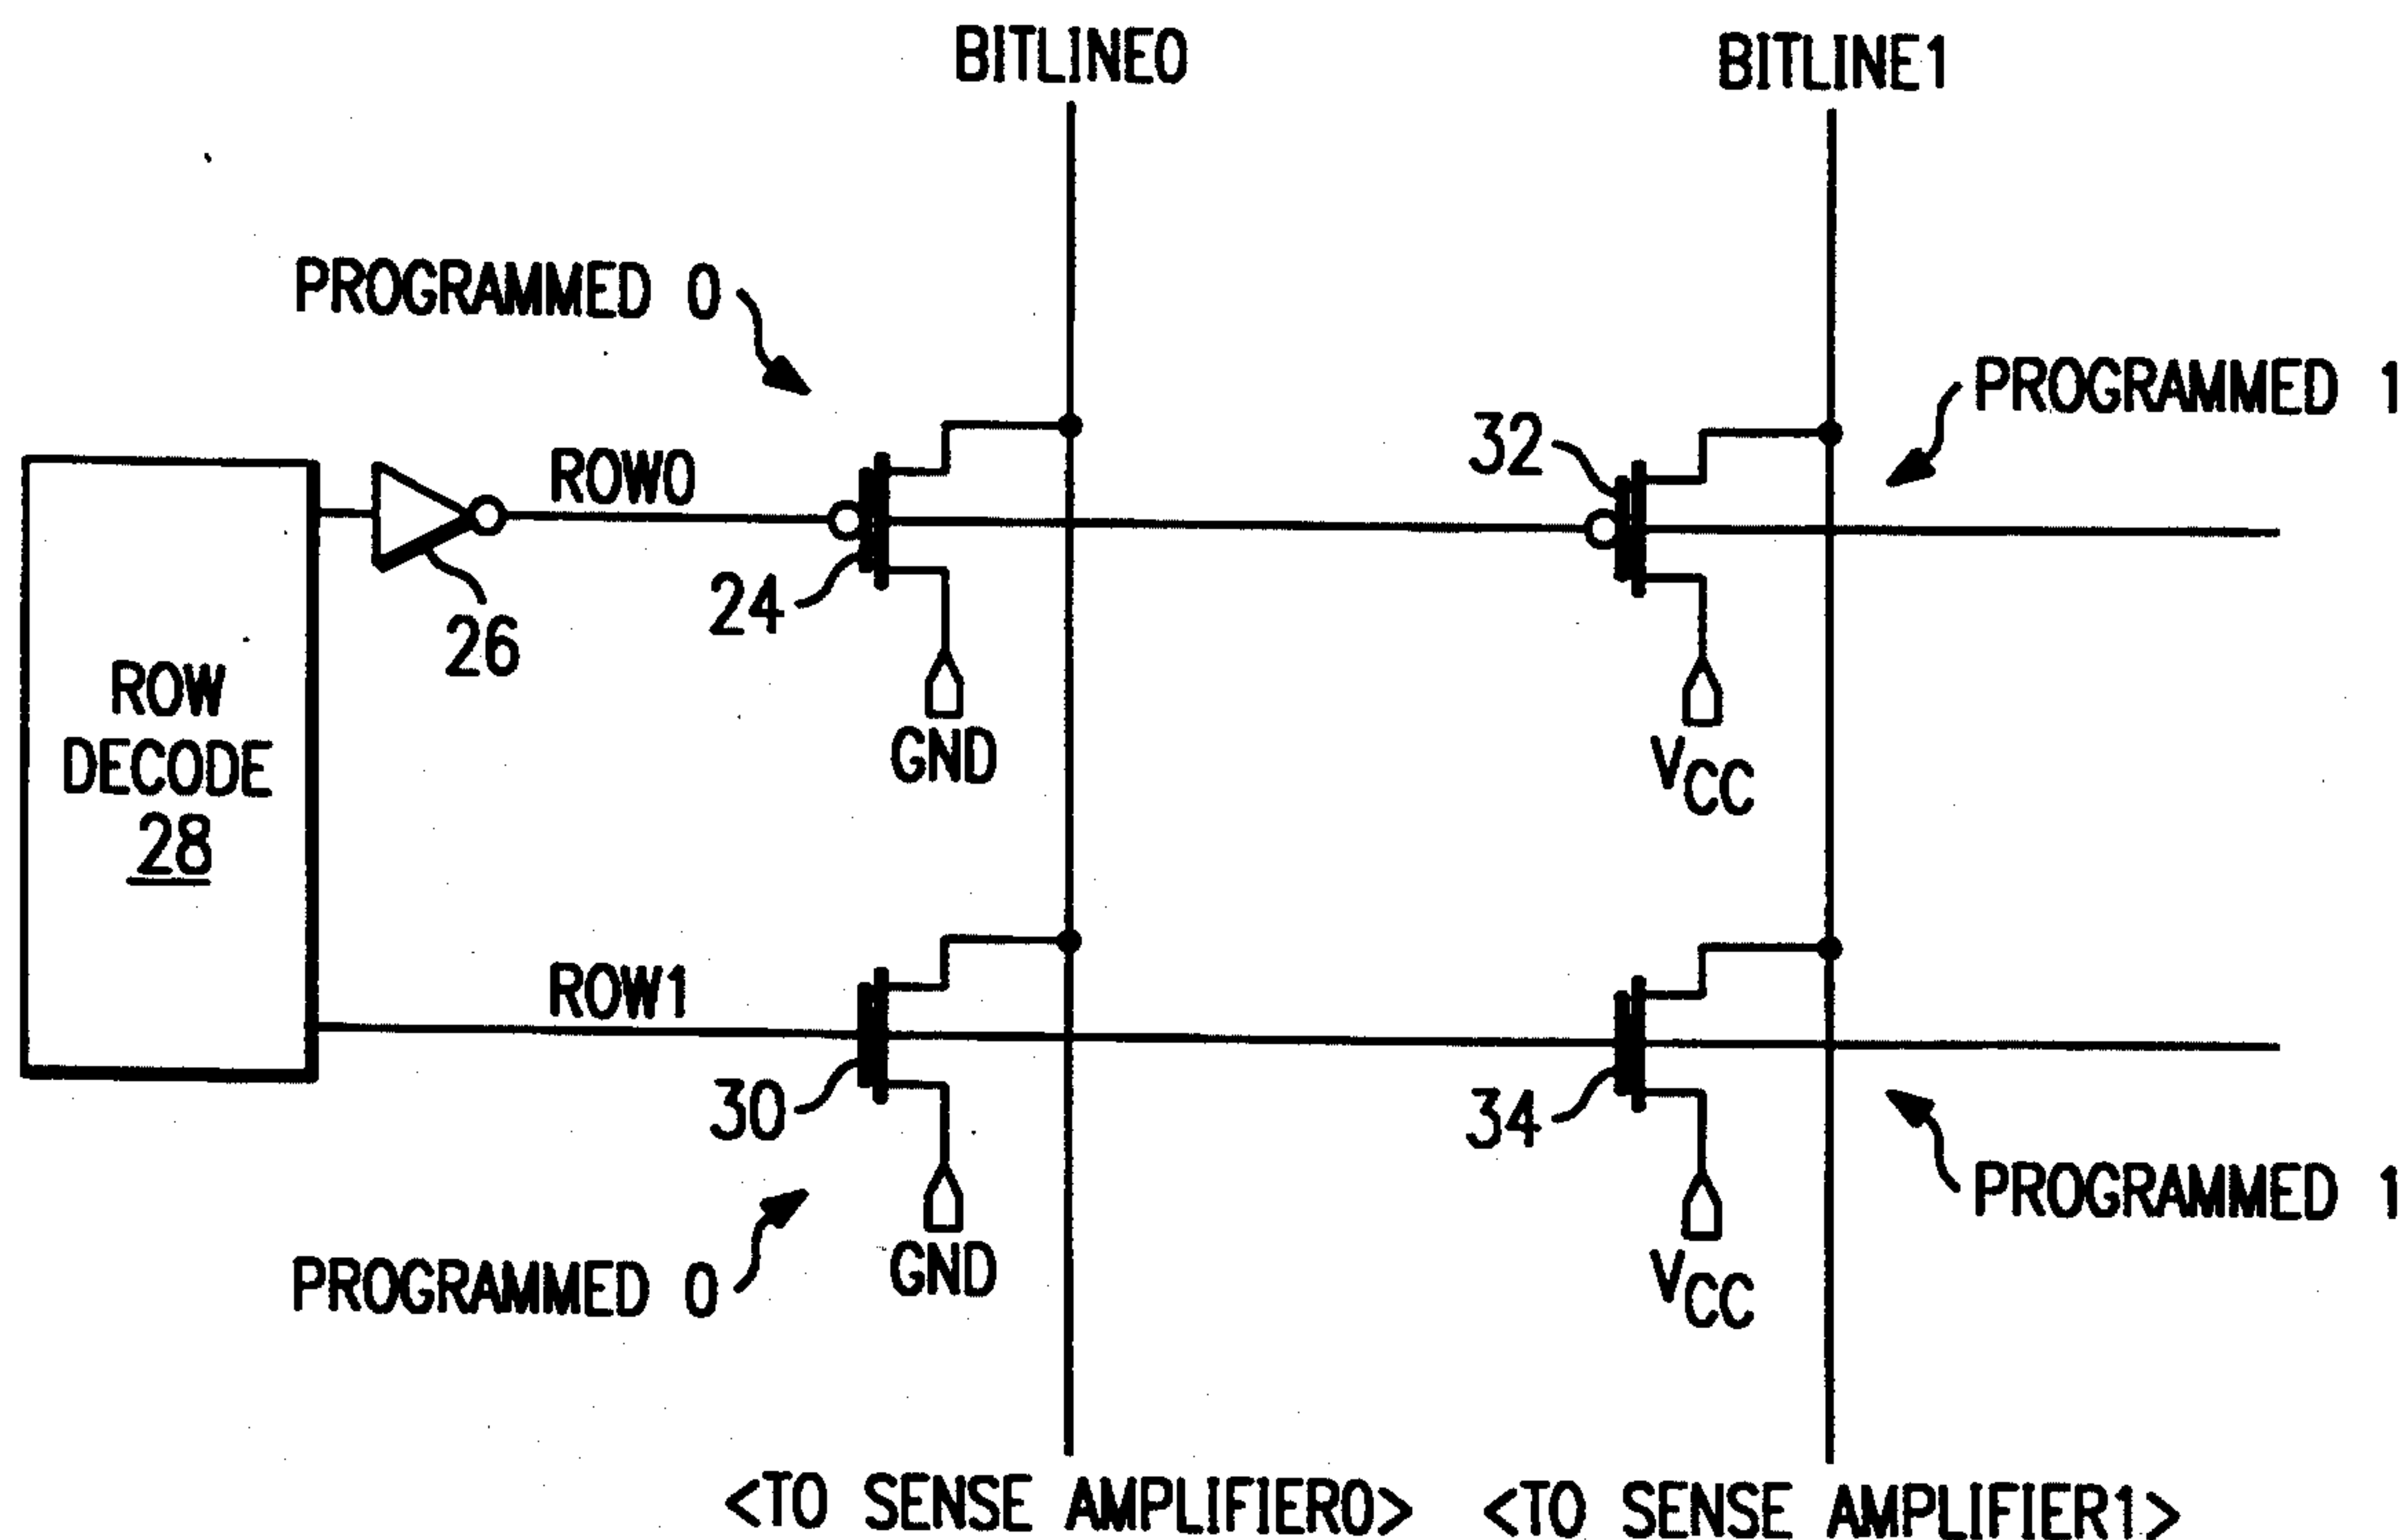 BITLINE0
BITLINE1
PROGRAMMED 0
PROGRAMMED 1
32
ROW0
24
26
GND
VCC
ROW
DECODE
28
ROW1
30
34
GND
VCC
PROGRAMMED 0
PROGRAMMED 1
<TO SENSE AMPLIFIER0>
<TO SENSE AMPLIFIER1>